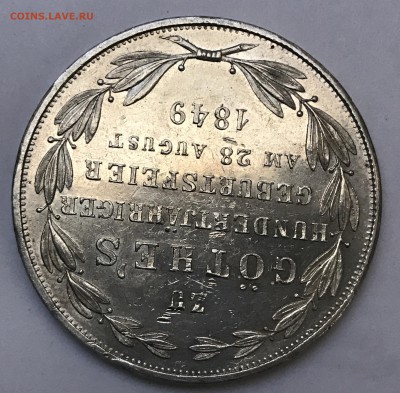 COINS.LAVE.RU
ZU
GÖTHE'S
HUNDERTJÄHRIGER
GEBURTSFEIER
AM 28 AUGUST
1849